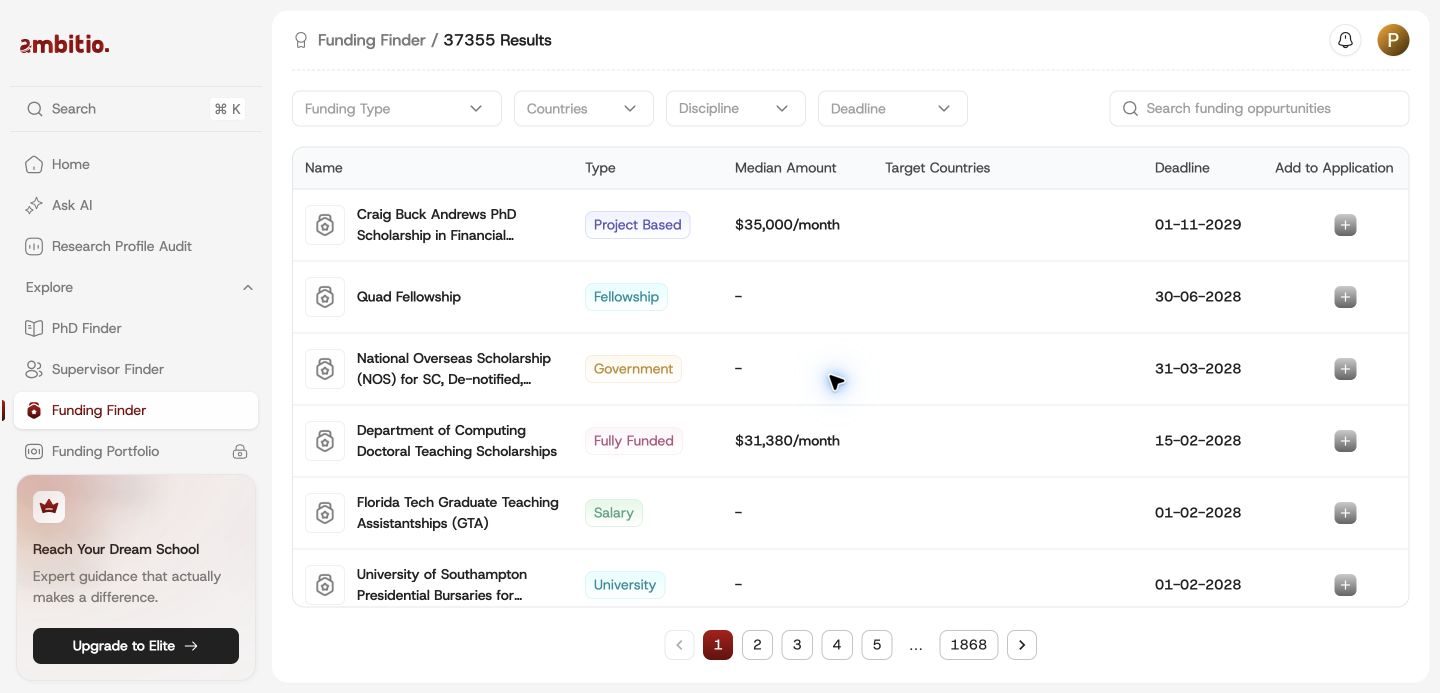 ambitio.
Search ⌘ K
Home
Ask AI
Research Profile Audit
Explore
PhD Finder
Supervisor Finder
Funding Finder
Funding Portfolio
Reach Your Dream School
Expert guidance that actually
makes a difference.
Upgrade to Elite →
Funding Finder / 37355 Results
P
Funding Type
Countries
Discipline
Deadline
Search funding oppurtunities
Name Type Median Amount Target Countries Deadline Add to Application
Craig Buck Andrews PhD
Scholarship in Financial...
Project Based $35,000/month 01-11-2029
Quad Fellowship Fellowship - 30-06-2028
National Overseas Scholarship
(NOS) for SC, De-notified,...
Government - 31-03-2028
Department of Computing
Doctoral Teaching Scholarships
Fully Funded $31,380/month 15-02-2028
Florida Tech Graduate Teaching
Assistantships (GTA)
Salary - 01-02-2028
University of Southampton
Presidential Bursaries for...
University - 01-02-2028
1 2 3 4 5 ... 1868